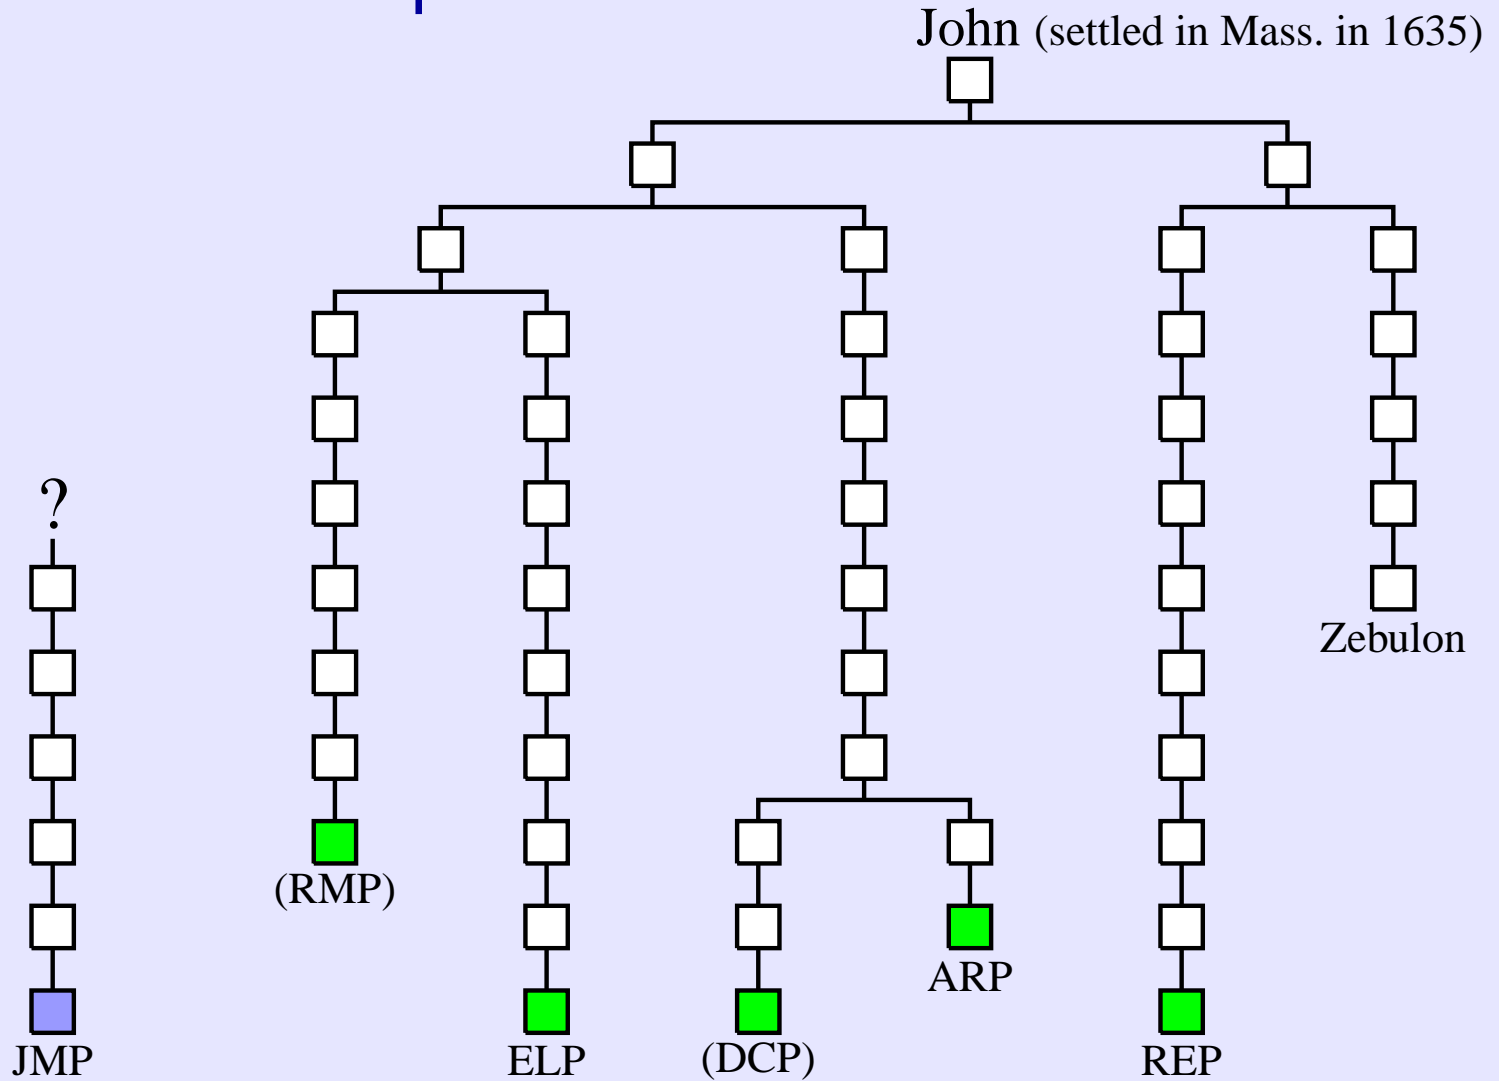 John (settled in Mass. in 1635)
?
Zebulon
(RMP)
ARP
JMP
ELP
(DCP)
REP